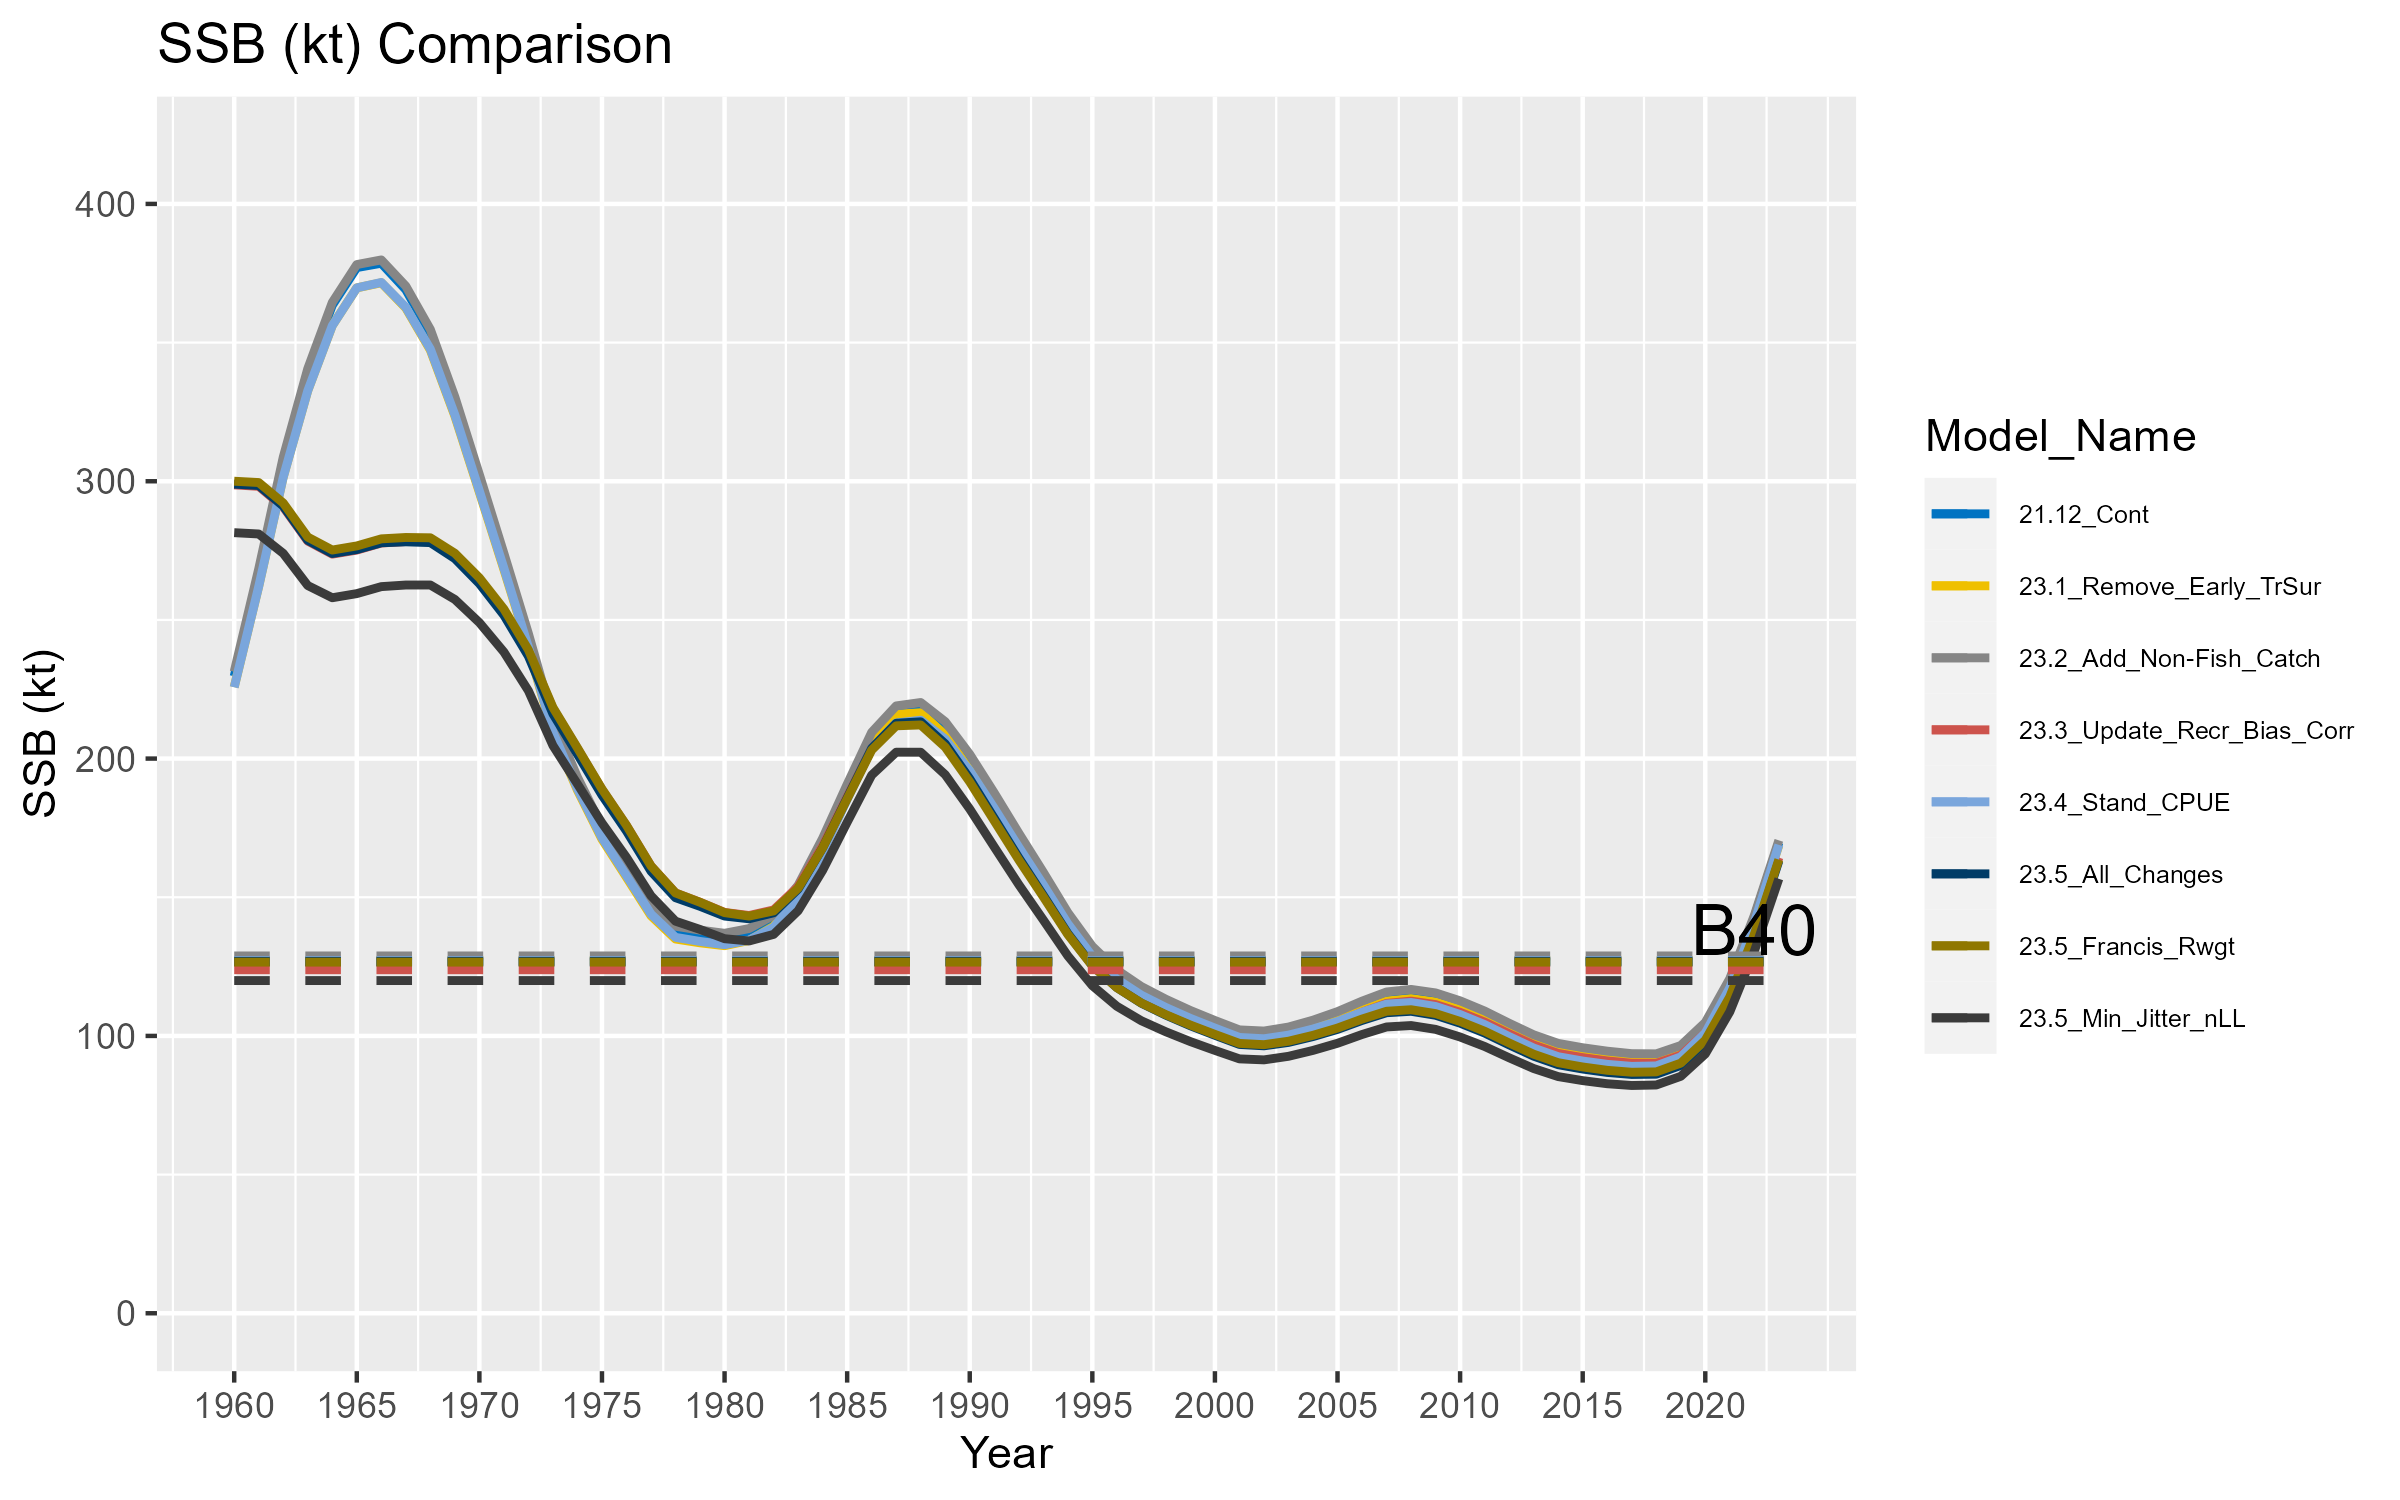 SSB (kt) Comparison
SSB (kt)
400
300
200
100
0
B40
1960 1965 1970 1975 1980 1985 1990 1995 2000 2005 2010 2015 2020
Year
Model_Name
21.12_Cont
23.1_Remove_Early_TrSur
23.2_Add_Non-Fish_Catch
23.3_Update_Recr_Bias_Corr
23.4_Stand_CPUE
23.5_All_Changes
23.5_Francis_Rwgt
23.5_Min_Jitter_nLL